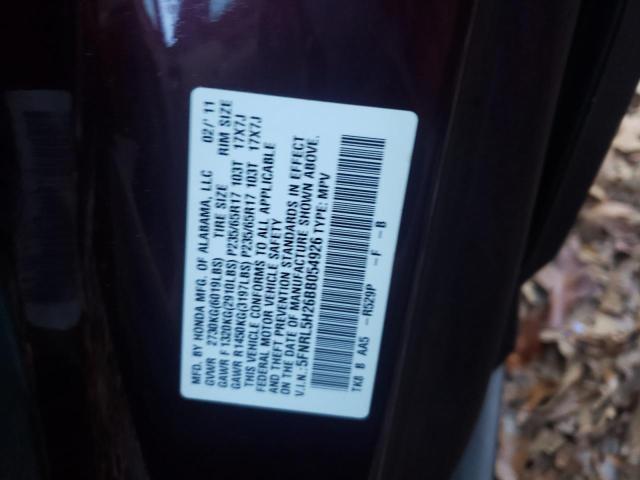 MFD. BY HONDA MFG. OF ALABAMA, LLC 02/'11
GVWR 2730KG(6019LBS) TIRE SIZE RIM SIZE
GAWR F 1320KG(2910LBS) P235/65R17 103T 17X7J
GAWR R 1450KG(3197LBS) P235/65R17 103T 17X7J
THIS VEHICLE CONFORMS TO ALL APPLICABLE
FEDERAL MOTOR VEHICLE SAFETY
AND THEFT PREVENTION STANDARDS IN EFFECT
ON THE DATE OF MANUFACTURE SHOWN ABOVE.
V.I.N.: 5FNRL5H26BB054926 TYPE: MPV
TK8 B AA5 -R529P -F -B